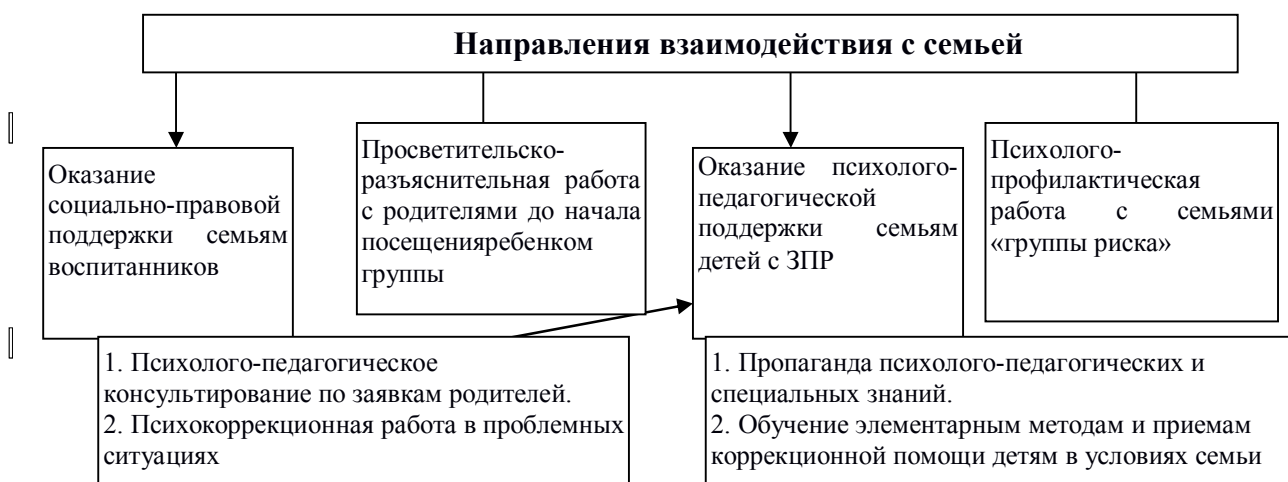 Направления взаимодействия с семьей
Оказание
социально-правовой
поддержки семьям
воспитанников
Просветительско-
разъяснительная работа
с родителями до начала
посещенияребенком
группы
Оказание психолого-
педагогической
поддержки семьям
детей с ЗПР
Психолого-
профилактическая
работа с семьями
«группы риска»
1. Психолого-педагогическое
консультирование по заявкам родителей.
2. Психокоррекционная работа в проблемных
ситуациях
1. Пропаганда психолого-педагогических и
специальных знаний.
2. Обучение элементарным методам и приемам
коррекционной помощи детям в условиях семьи